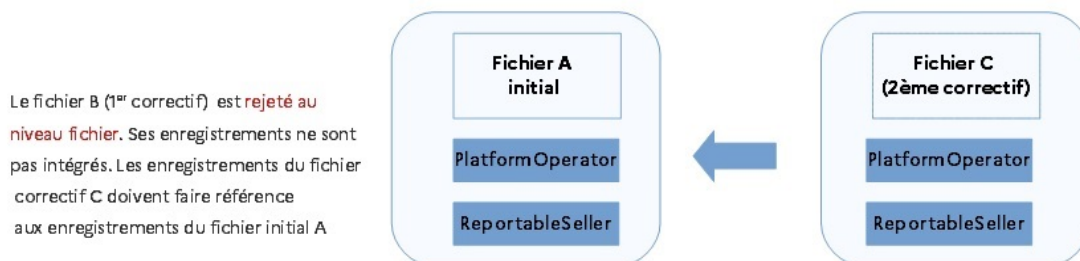 Le fichier B (1er correctif) est rejeté au
niveau fichier. Ses enregistrements ne sont
pas intégrés. Les enregistrements du fichier
correctif C doivent faire référence
aux enregistrements du fichier initial A
Fichier A
initial
PlatformOperator
ReportableSeller
Fichier C
(2ème correctif)
PlatformOperator
ReportableSeller